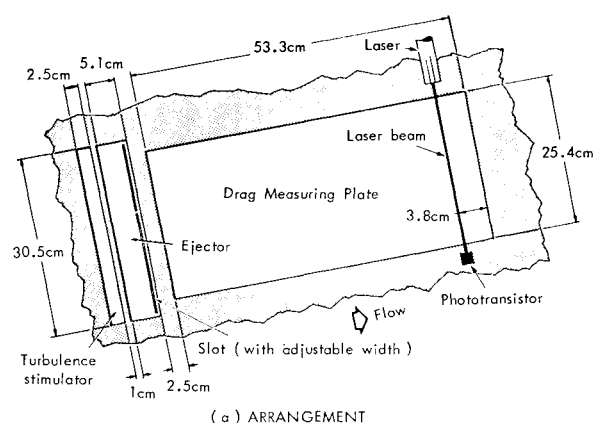 53.3cm
Laser
5.1cm
2.5cm
Laser beam
25.4cm
Drag Measuring Plate
3.8cm
Ejector
30.5cm
Phototransistor
Flow
Slot ( with adjustable width )
Turbulence
stimulator
1cm
2.5cm
( a ) ARRANGEMENT